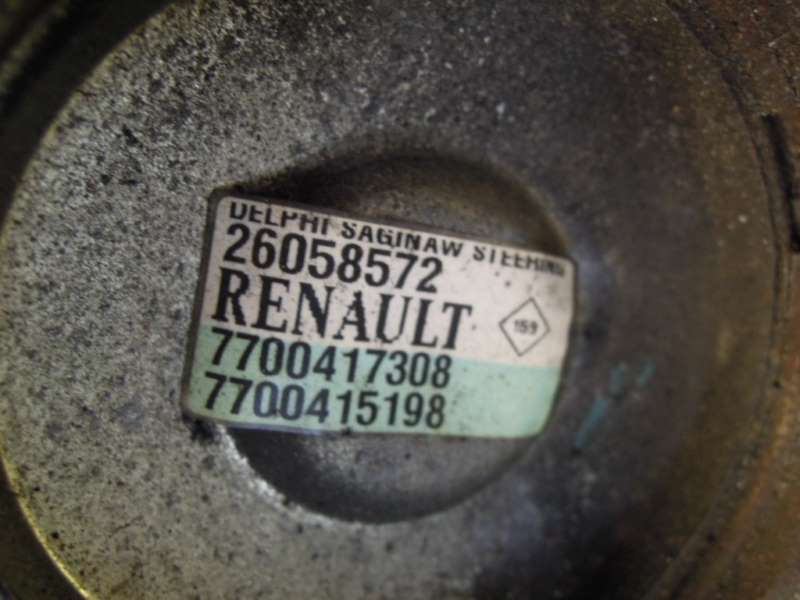 DELPHI SAGINAW STEERING
26058572
RENAULT
159
7700417308
7700415198